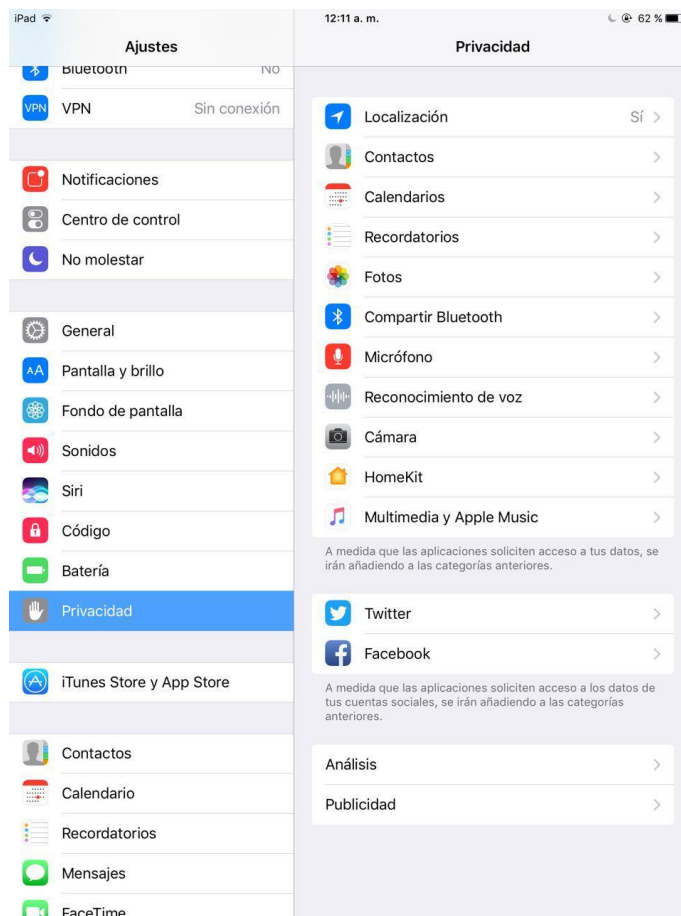 iPad
12:11 a. m.
62 %
Ajustes
Bluetooth
No
VPN
VPN
Sin conexión
Notificaciones
Centro de control
No molestar
General
AA
Pantalla y brillo
Fondo de pantalla
Sonidos
Siri
Código
Batería
Privacidad
iTunes Store y App Store
Contactos
Calendario
Recordatorios
Mensajes
FaceTime
Privacidad
Localización
Sí
Contactos
Calendarios
Recordatorios
Fotos
Compartir Bluetooth
Micrófono
Reconocimiento de voz
Cámara
HomeKit
Multimedia y Apple Music
A medida que las aplicaciones soliciten acceso a tus datos, se
irán añadiendo a las categorías anteriores.
Twitter
Facebook
A medida que las aplicaciones soliciten acceso a los datos de
tus cuentas sociales, se irán añadiendo a las categorías
anteriores.
Análisis
Publicidad